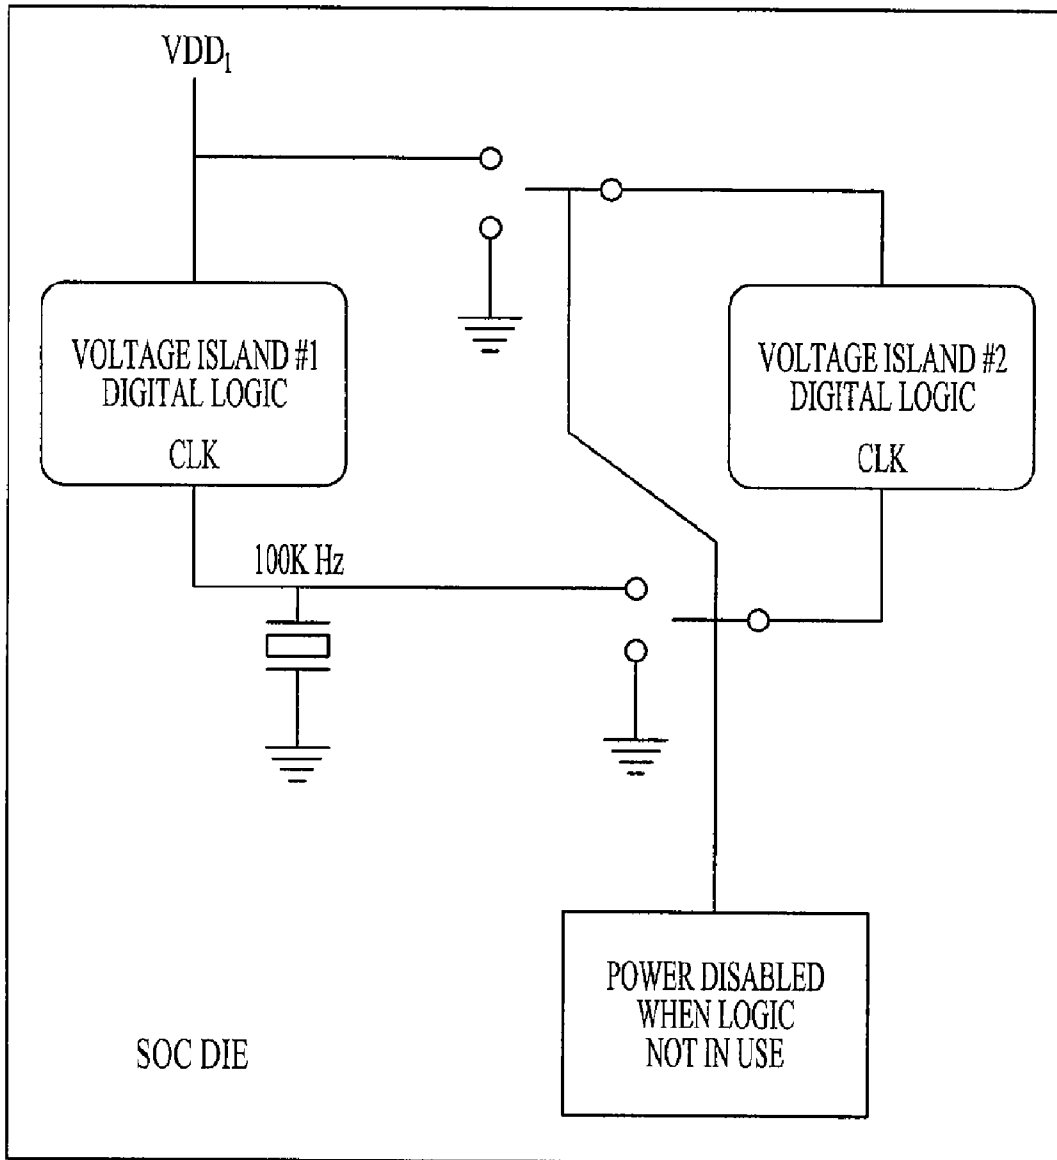 VDD1
VOLTAGE ISLAND #1
DIGITAL LOGIC
CLK
VOLTAGE ISLAND #2
DIGITAL LOGIC
CLK
100K Hz
POWER DISABLED
WHEN LOGIC
NOT IN USE
SOC DIE